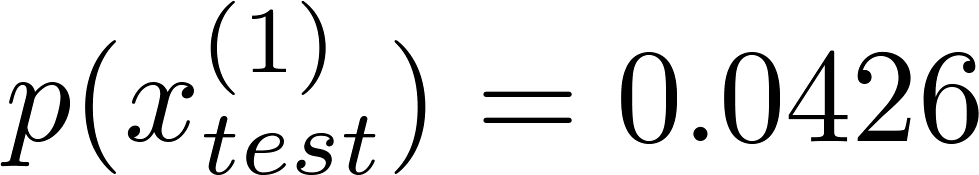 p(x_{test}^{(1)}) = 0.0426